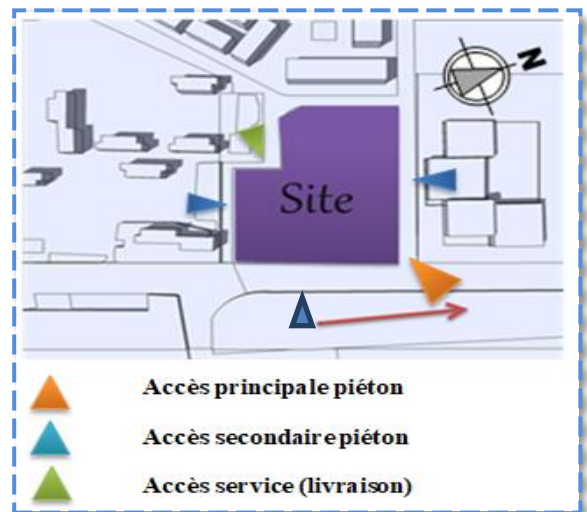 N
Site
Accès principale piéton
Accès secondaire piéton
Accès service (livraison)